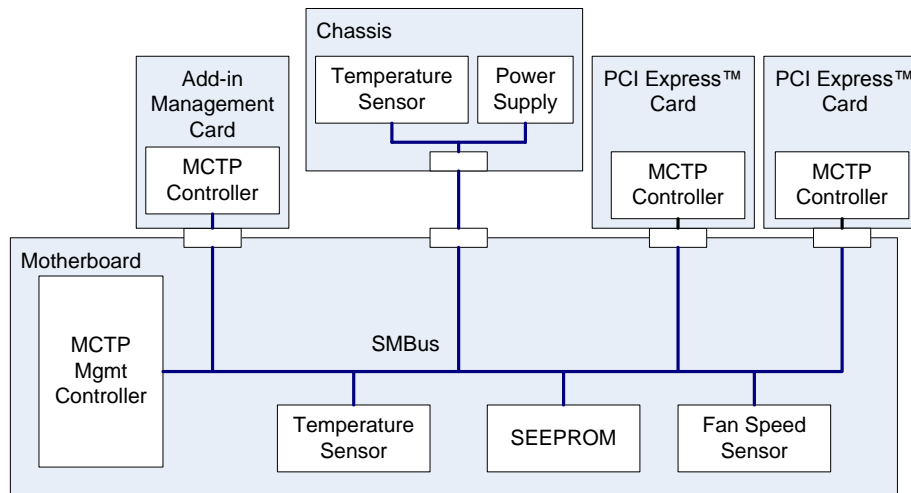 Chassis
Temperature
Sensor
Power
Supply
Add-in
Management
Card
MCTP
Controller
PCI Express™
Card
MCTP
Controller
PCI Express™
Card
MCTP
Controller
Motherboard
MCTP
Mgmt
Controller
SMBus
Temperature
Sensor
SEEPROM
Fan Speed
Sensor